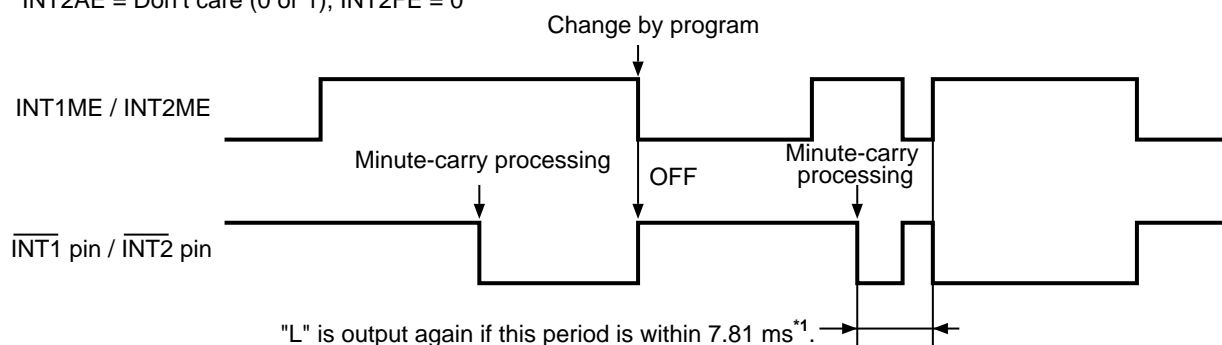 INT2AE = Don't care (0 or 1), INT2FE = 0
Change by program
INT1ME / INT2ME
Minute-carry processing
OFF
Minute-carry
processing
INT1 pin / INT2 pin
"L" is output again if this period is within 7.81 ms*1.